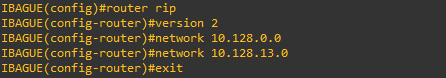 IBAGUE(config)#router rip
IBAGUE(config-router)#version 2
IBAGUE(config-router)#network 10.128.0.0
IBAGUE(config-router)#network 10.128.13.0
IBAGUE(config-router)#exit